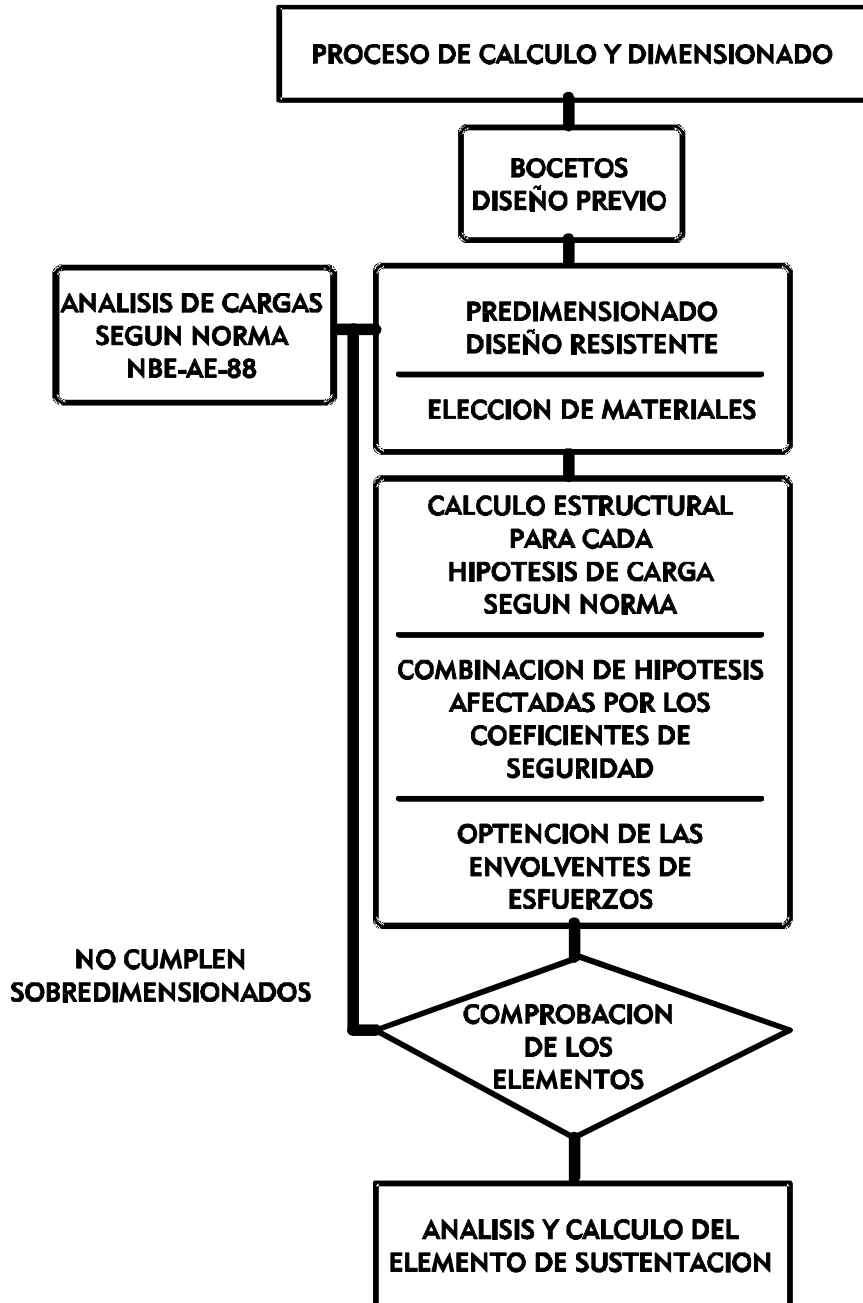 PROCESO DE CALCULO Y DIMENSIONADO
BOCETOS
DISEÑO PREVIO
ANALISIS DE CARGAS
SEGUN NORMA
NBE-AE-88
PREDIMENSIONADO
DISEÑO RESISTENTE
ELECCION DE MATERIALES
CALCULO ESTRUCTURAL
PARA CADA
HIPOTESIS DE CARGA
SEGUN NORMA
COMBINACION DE HIPOTESIS
AFECTADAS POR LOS
COEFICIENTES DE
SEGURIDAD
OPTENCION DE LAS
ENVOLVENTES DE
ESFUERZOS
NO CUMPLEN
SOBREDIMENSIONADOS
COMPROBACION
DE LOS
ELEMENTOS
ANALISIS Y CALCULO DEL
ELEMENTO DE SUSTENTACION